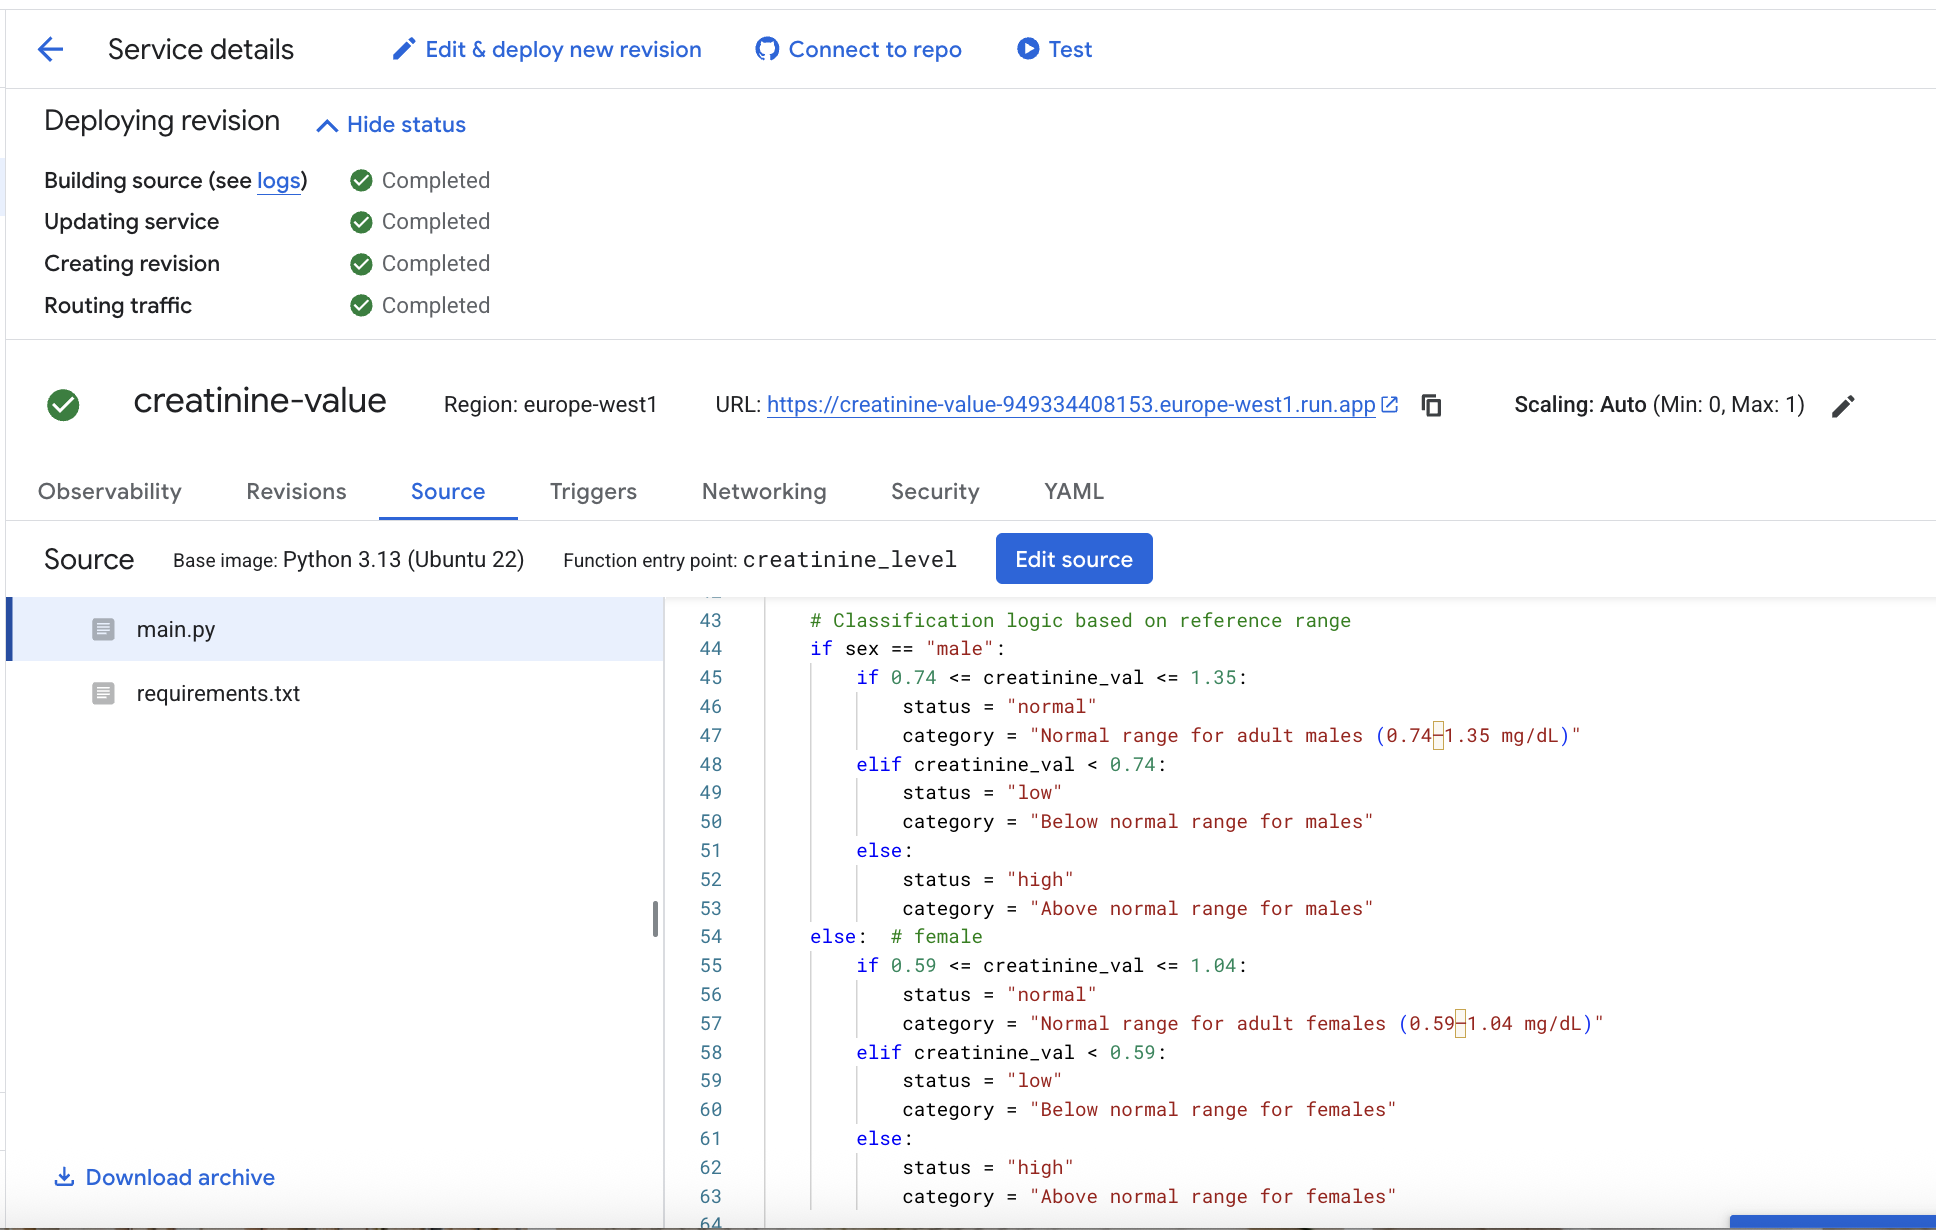 Service details
Edit & deploy new revision
Connect to repo
Test
Deploying revision
Hide status
Building source (see logs) Completed
Updating service Completed
Creating revision Completed
Routing traffic Completed
creatinine-value
Region: europe-west1
URL: https://creatinine-value-949334408153.europe-west1.run.app
Scaling: Auto (Min: 0, Max: 1)
Observability Revisions Source Triggers Networking Security YAML
Source
Base image: Python 3.13 (Ubuntu 22)
Function entry point: creatinine_level
Edit source
main.py
requirements.txt
Download archive
43 # Classification logic based on reference range
44 if sex == "male":
45 if 0.74 <= creatinine_val <= 1.35:
46 status = "normal"
47 category = "Normal range for adult males (0.74–1.35 mg/dL)"
48 elif creatinine_val < 0.74:
49 status = "low"
50 category = "Below normal range for males"
51 else:
52 status = "high"
53 category = "Above normal range for males"
54 else: # female
55 if 0.59 <= creatinine_val <= 1.04:
56 status = "normal"
57 category = "Normal range for adult females (0.59–1.04 mg/dL)"
58 elif creatinine_val < 0.59:
59 status = "low"
60 category = "Below normal range for females"
61 else:
62 status = "high"
63 category = "Above normal range for females"
64